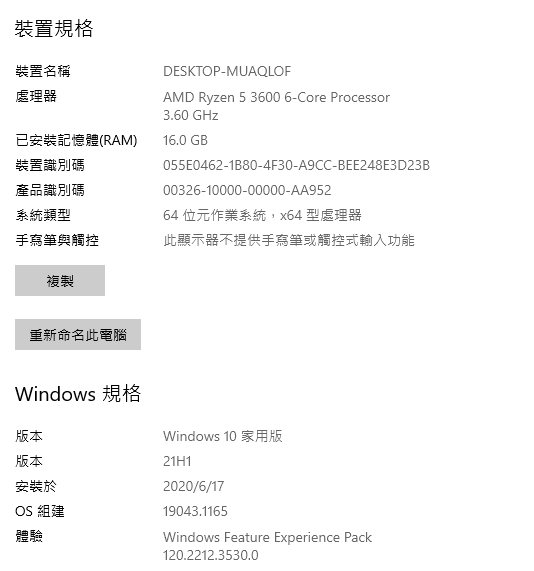 裝置規格
裝置名稱 DESKTOP-MUAQLOF
處理器 AMD Ryzen 5 3600 6-Core Processor
3.60 GHz
已安裝記憶體(RAM) 16.0 GB
裝置識別碼 055E0462-1B80-4F30-A9CC-BEE248E3D23B
產品識別碼 00326-10000-00000-AA952
系統類型 64 位元作業系統，x64 型處理器
手寫筆與觸控 此顯示器不提供手寫筆或觸控式輸入功能
複製
重新命名此電腦
Windows 規格
版本 Windows 10 家用版
版本 21H1
安裝於 2020/6/17
OS 組建 19043.1165
體驗 Windows Feature Experience Pack
120.2212.3530.0